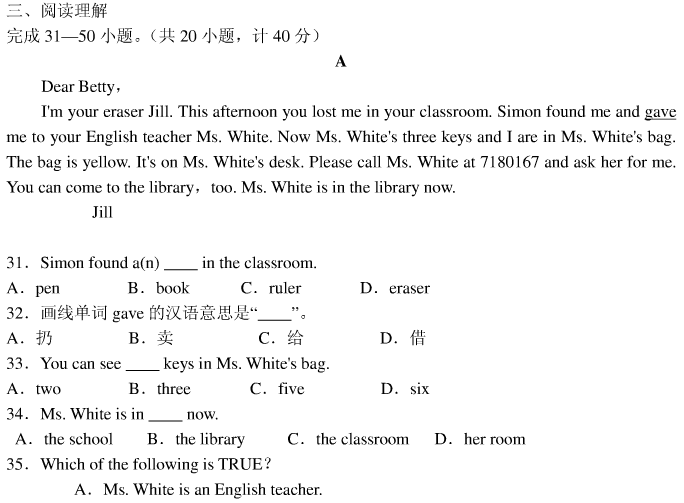 三、阅读理解
完成 31—50 小题。（共 20 小题，计 40 分）
A
Dear Betty，
I'm your eraser Jill. This afternoon you lost me in your classroom. Simon found me and gave
me to your English teacher Ms. White. Now Ms. White's three keys and I are in Ms. White's bag.
The bag is yellow. It's on Ms. White's desk. Please call Ms. White at 7180167 and ask her for me.
You can come to the library，too. Ms. White is in the library now.
Jill
31．Simon found a(n) ____ in the classroom.
A．pen B．book C．ruler D．eraser
32．画线单词 gave 的汉语意思是“____”。
A．扔 B．卖 C．给 D．借
33．You can see ____ keys in Ms. White's bag.
A．two B．three C．five D．six
34．Ms. White is in ____ now.
A．the school B．the library C．the classroom D．her room
35．Which of the following is TRUE？
A．Ms. White is an English teacher.